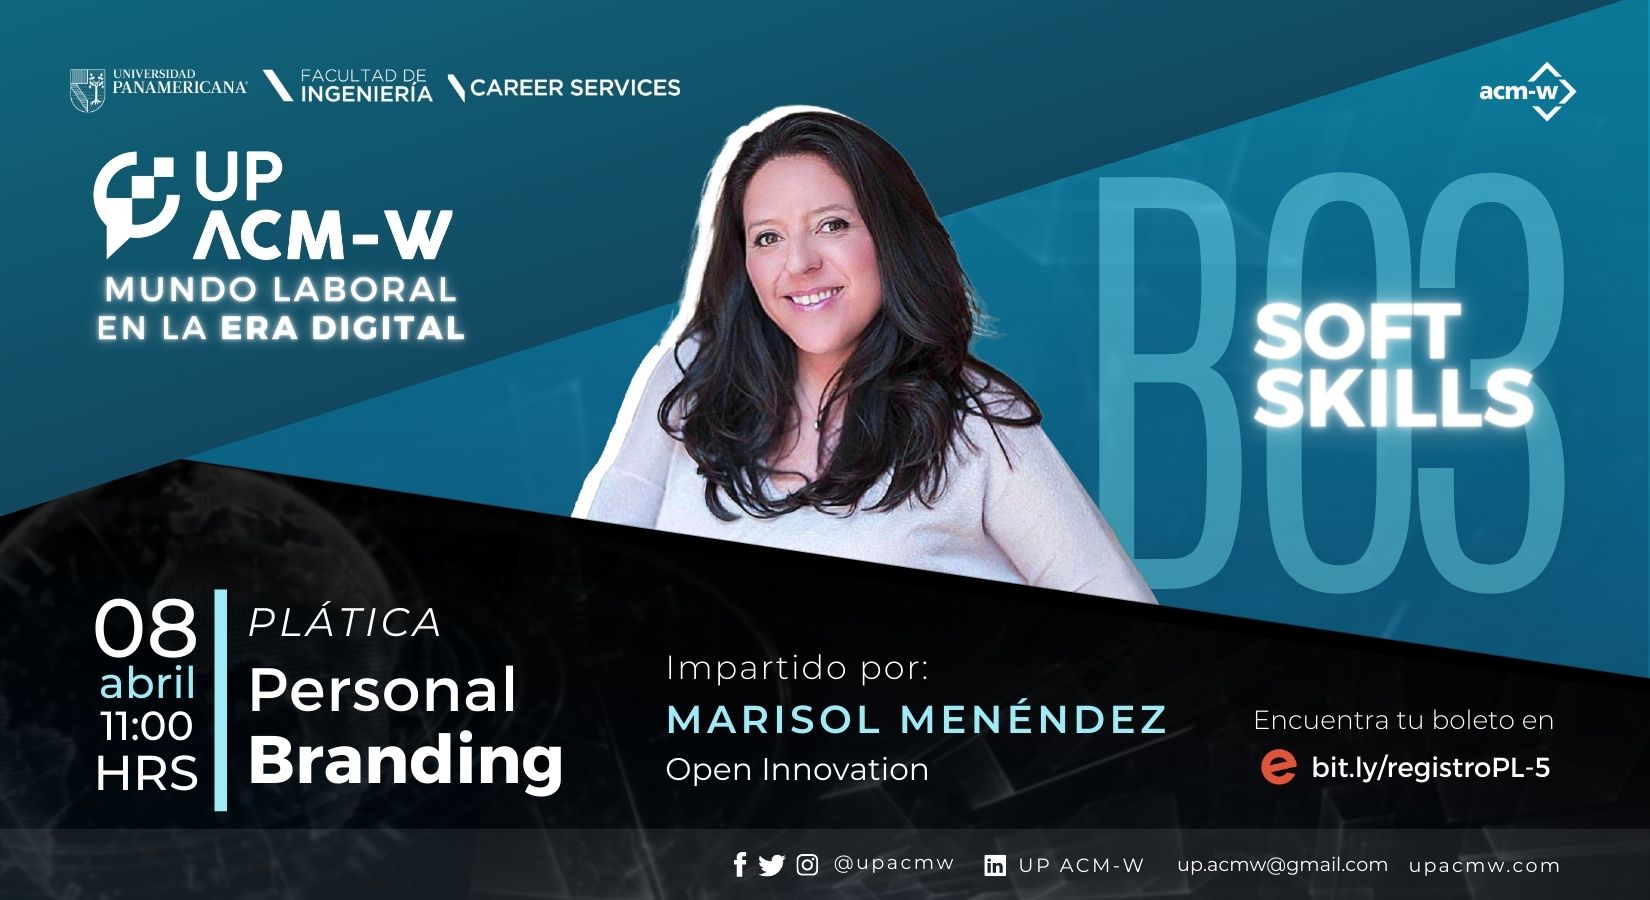 UNIVERSIDAD
PANAMERICANA
FACULTAD DE
INGENIERÍA
CAREER SERVICES
acm-w
UP
ACM-W
MUNDO LABORAL
EN LA ERA DIGITAL
B03
SOFT
SKILLS
08
abril
11:00
HRS
PLÁTICA
Personal
Branding
Impartido por:
MARISOL MENÉNDEZ
Open Innovation
Encuentra tu boleto en
e bit.ly/registroPL-5
@upacmw UP ACM-W up.acmw@gmail.com upacmw.com